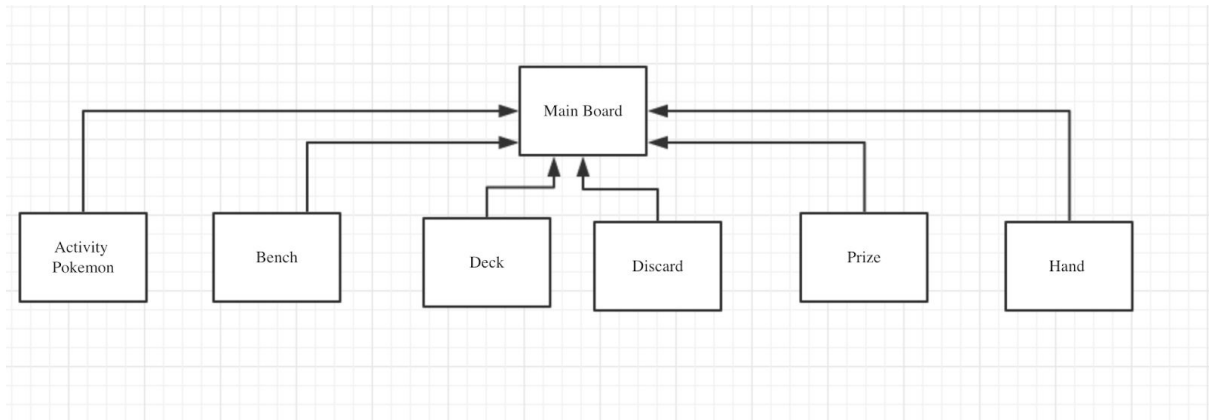 Main Board
Activity
Pokemon
Bench
Deck
Discard
Prize
Hand